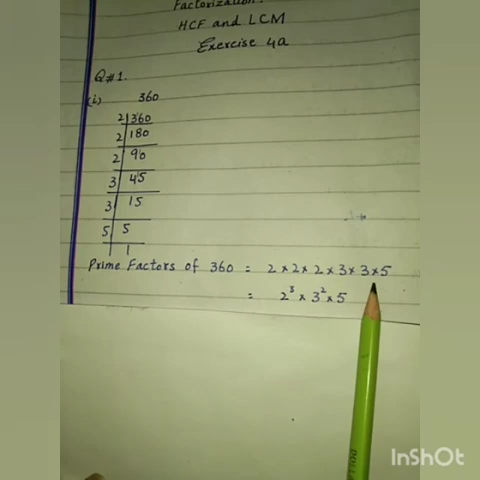 Factorization:
HCF and LCM
Exercise 4a
Q#1.
(i) 360
2 | 360
2 | 180
2 | 90
3 | 45
3 | 15
5 | 5
| 1
Prime Factors of 360 = 2 × 2 × 2 × 3 × 3 × 5
= 2³ × 3² × 5
InShOt